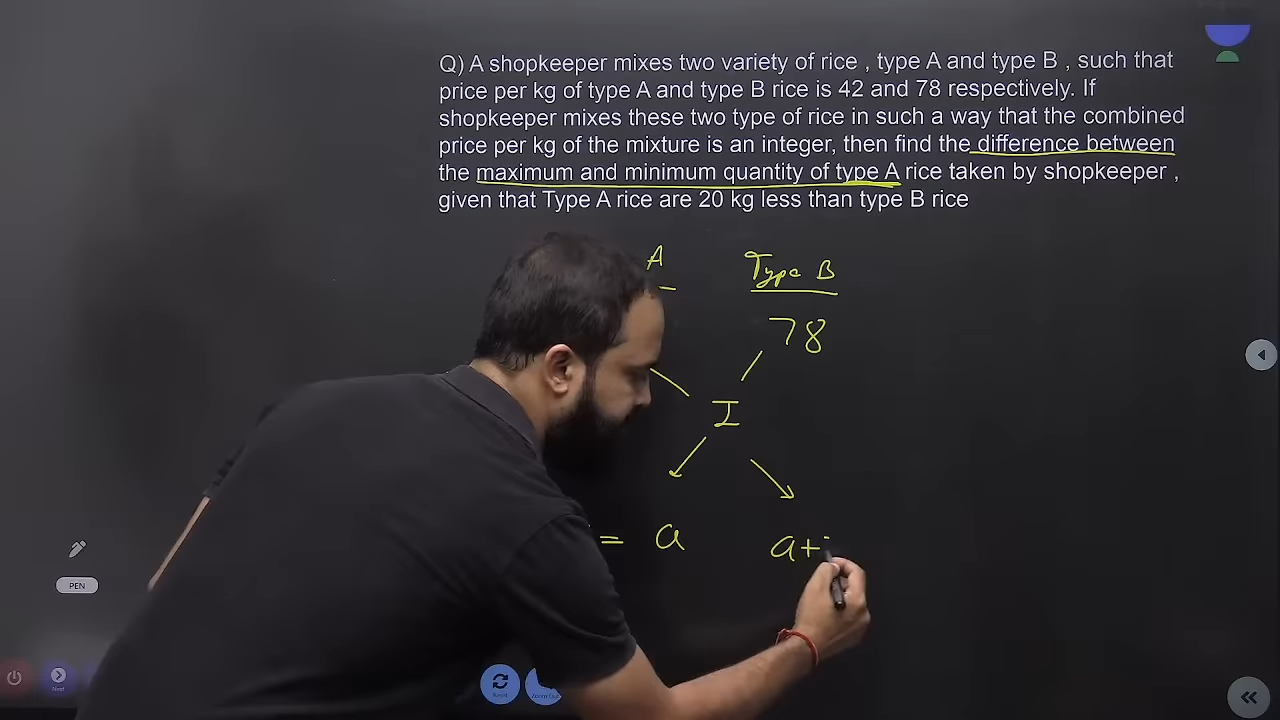 Q) A shopkeeper mixes two variety of rice , type A and type B , such that
price per kg of type A and type B rice is 42 and 78 respectively. If
shopkeeper mixes these two type of rice in such a way that the combined
price per kg of the mixture is an integer, then find the difference between
the maximum and minimum quantity of type A rice taken by shopkeeper ,
given that Type A rice are 20 kg less than type B rice
A Type B
78
I
= a a+
PEN
Next